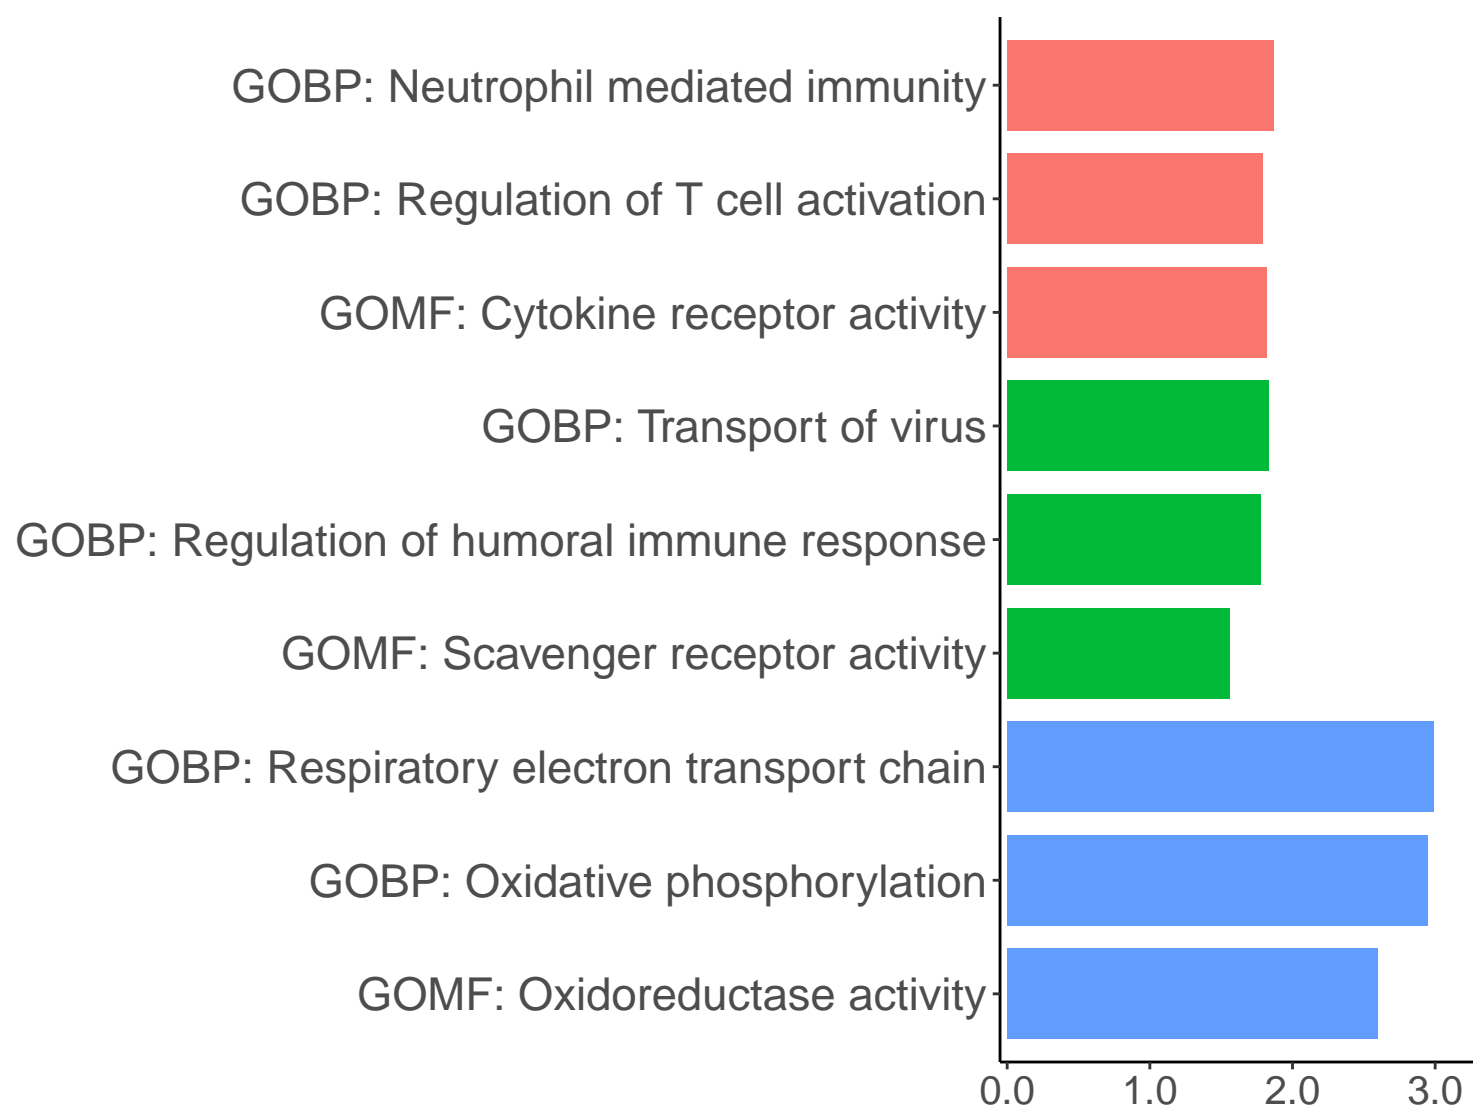 GOBP: Neutrophil mediated immunity
GOBP: Regulation of T cell activation
GOMF: Cytokine receptor activity
GOBP: Transport of virus
GOBP: Regulation of humoral immune response
GOMF: Scavenger receptor activity
GOBP: Respiratory electron transport chain
GOBP: Oxidative phosphorylation
GOMF: Oxidoreductase activity
0.0 1.0 2.0 3.0